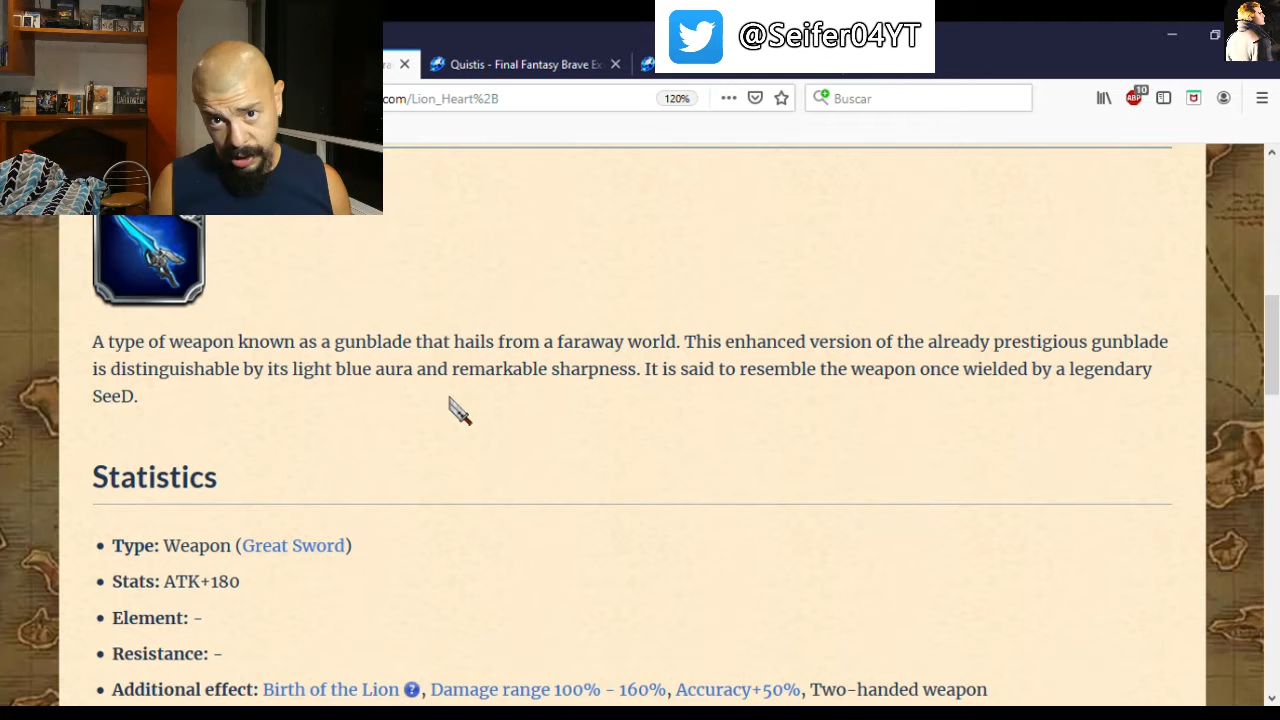 @Seifer04YT
Quistis - Final Fantasy Brave Ex
com/Lion_Heart%2B
120%
Buscar
ABP
10
A type of weapon known as a gunblade that hails from a faraway world. This enhanced version of the already prestigious gunblade
is distinguishable by its light blue aura and remarkable sharpness. It is said to resemble the weapon once wielded by a legendary
SeeD.
Statistics
Type: Weapon (Great Sword)
Stats: ATK+180
Element: -
Resistance: -
Additional effect: Birth of the Lion ?, Damage range 100% - 160%, Accuracy+50%, Two-handed weapon